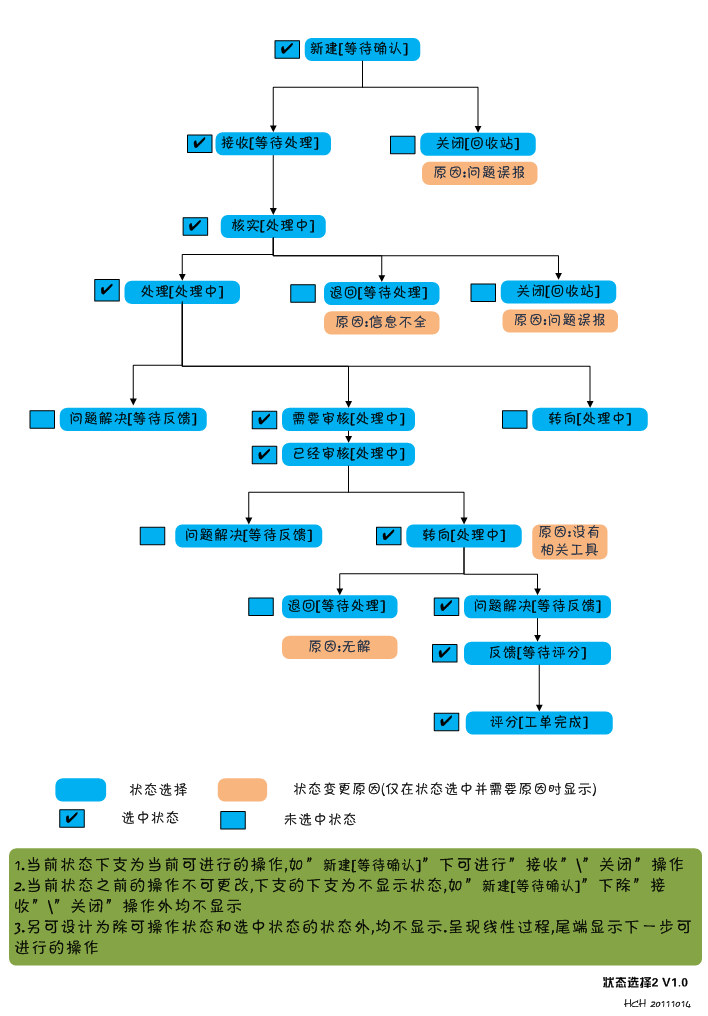 新建[等待确认]
接收[等待处理]
关闭[回收站]
原因:问题误报
核实[处理中]
处理[处理中]
退回[等待处理]
关闭[回收站]
原因:信息不全
原因:问题误报
问题解决[等待反馈]
需要审核[处理中]
转向[处理中]
已经审核[处理中]
问题解决[等待反馈]
转向[处理中]
原因:没有
相关工具
退回[等待处理]
问题解决[等待反馈]
原因:无解
反馈[等待评分]
评分[工单完成]
状态选择
状态变更原因(仅在状态选中并需要原因时显示)
选中状态
未选中状态
1.当前状态下支为当前可进行的操作,如”新建[等待确认]”下可进行”接收”\”关闭”操作
2.当前状态之前的操作不可更改,下支的下支为不显示状态,如”新建[等待确认]”下除”接
收”\”关闭”操作外均不显示
3.另可设计为除可操作状态和选中状态的状态外,均不显示.呈现线性过程,尾端显示下一步可
进行的操作
状态选择2 V1.0
HCH 20111014